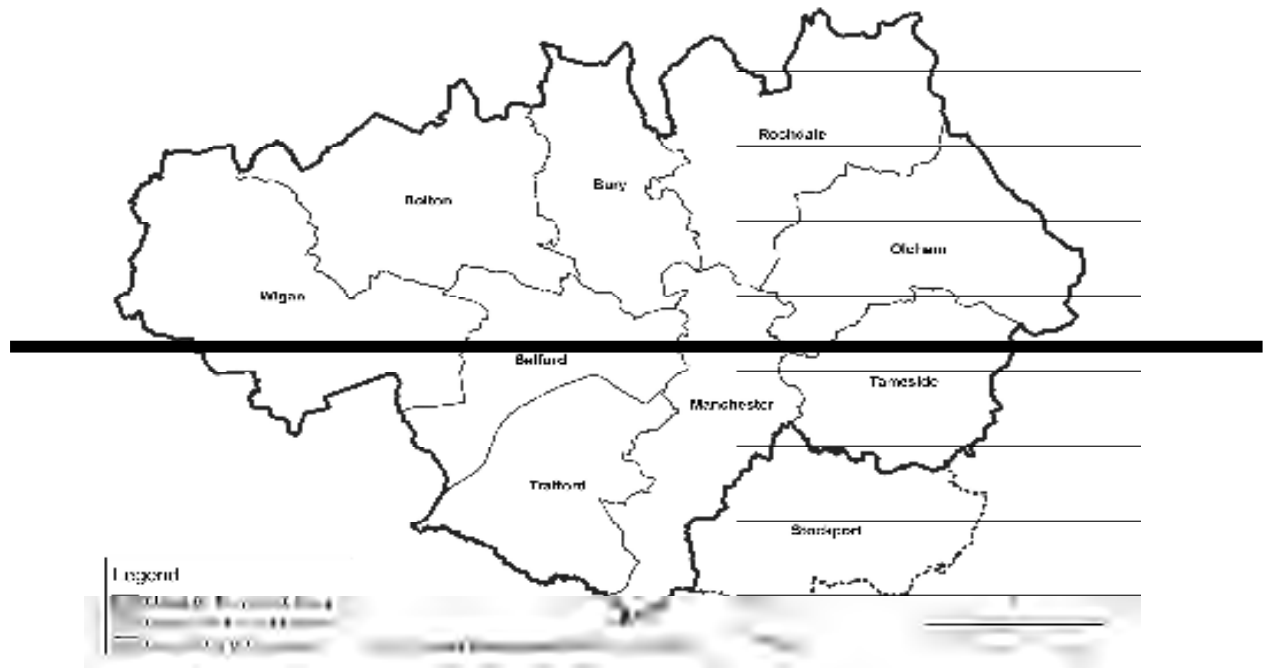 Rochdale
Bury
Bolton
Oldham
Wigan
Salford
Tameside
Manchester
Trafford
Stockport
Legend